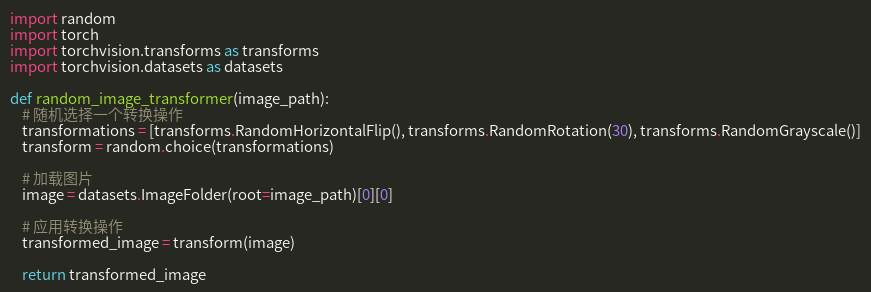 import random
import torch
import torchvision.transforms as transforms
import torchvision.datasets as datasets
def random_image_transformer(image_path):
# 随机选择一个转换操作
transformations = [transforms.RandomHorizontalFlip(), transforms.RandomRotation(30), transforms.RandomGrayscale()]
transform = random.choice(transformations)
# 加载图片
image = datasets.ImageFolder(root=image_path)[0][0]
# 应用转换操作
transformed_image = transform(image)
return transformed_image